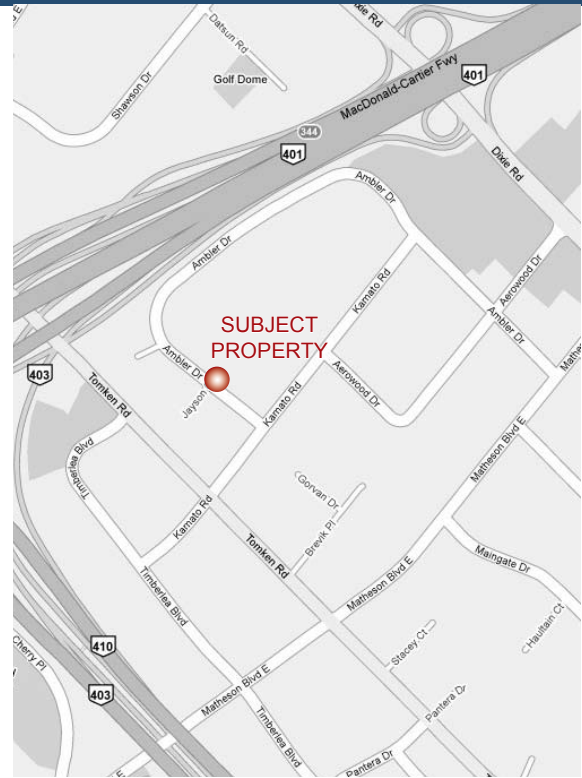 Datsun Rd
Shawson Dr
Golf Dome
Dixie Rd
401
MacDonald-Cartier Fwy
344
401
Dixie Rd
Ambler Dr
Ambler Dr
Kamato Rd
Aerowood Dr
Ambler Dr
SUBJECT
PROPERTY
403
Tomken Rd
Ambler Dr
Jayson
Kamato Rd
Aerowood Dr
Mathe
Matheson Blvd E
Timberlea Blvd
Kamato Rd
Gorvan Dr
Brevik Pl
Tomken Rd
Maingate Dr
Timberlea Blvd
Matheson Blvd E
Stacey Ct
Haultain Ct
410
Cherry Pl
403
Matheson Blvd E
Timberlea Blvd
Pantera Dr
Pantera Dr
E